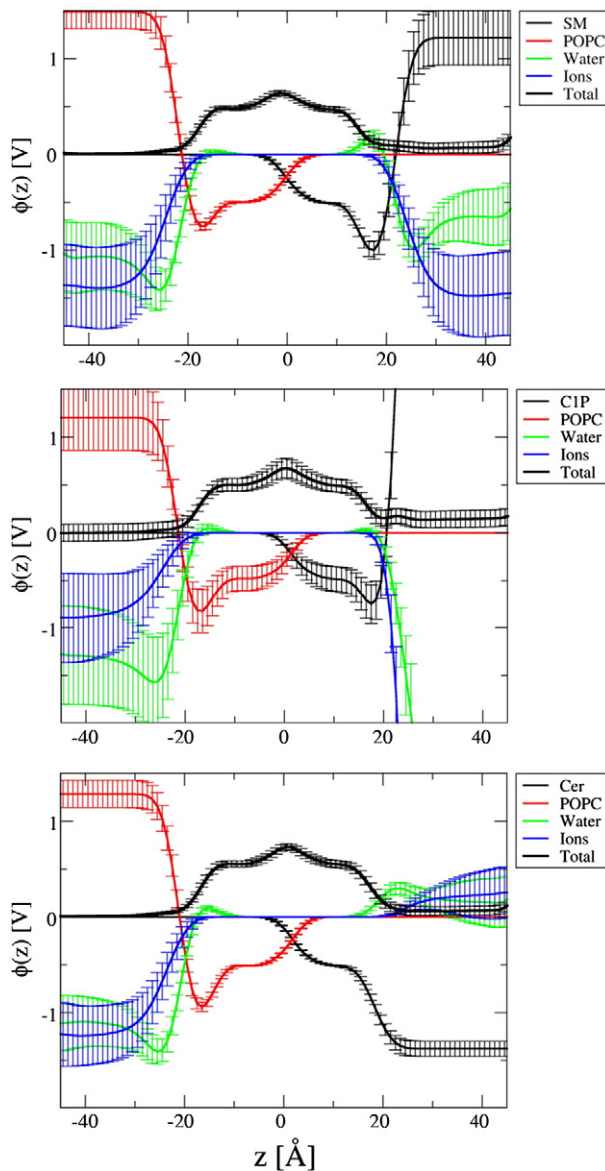 1
0
-1
ϕ(z) [V]
-40 -20 0 20 40
SM
POPC
Water
Ions
Total
1
0
-1
ϕ(z) [V]
-40 -20 0 20 40
C1P
POPC
Water
Ions
Total
1
0
-1
ϕ(z) [V]
-40 -20 0 20 40
Cer
POPC
Water
Ions
Total
z [Å]